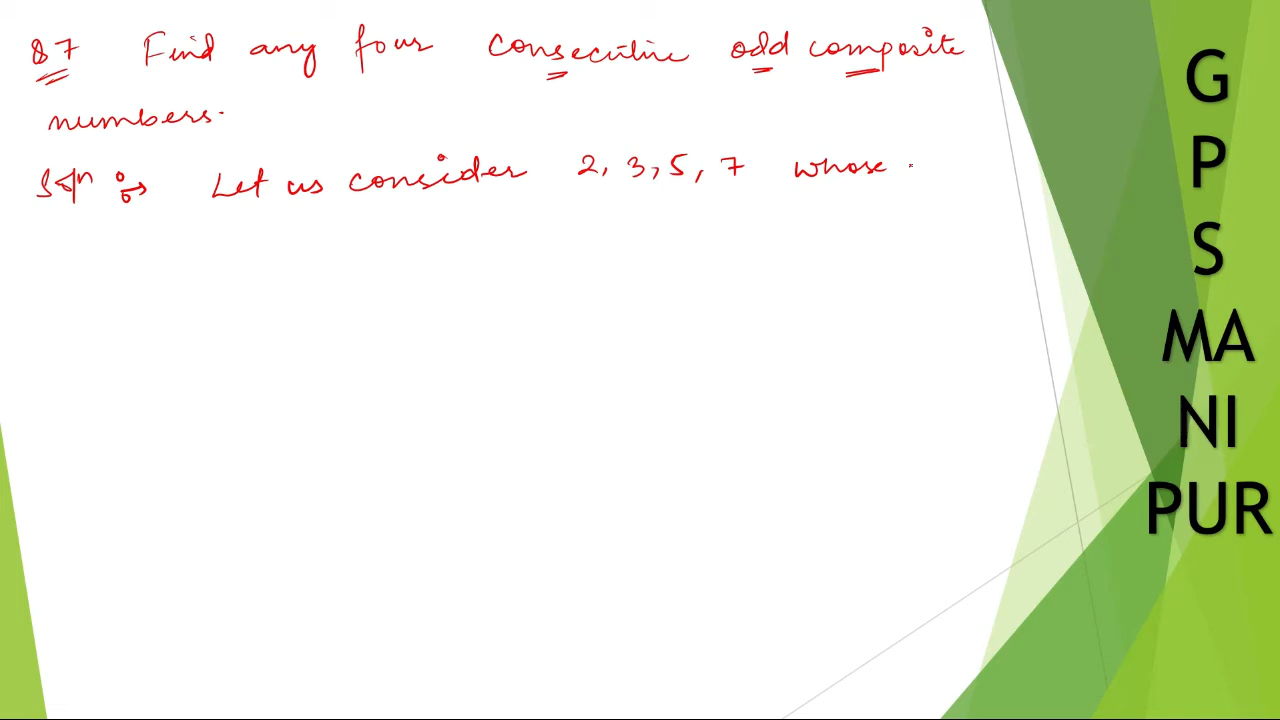 Q7 Find any four consecutive odd composite
numbers.
Sol^n :→ Let us consider 2, 3, 5, 7 whose
G
P
S
MA
NI
PUR